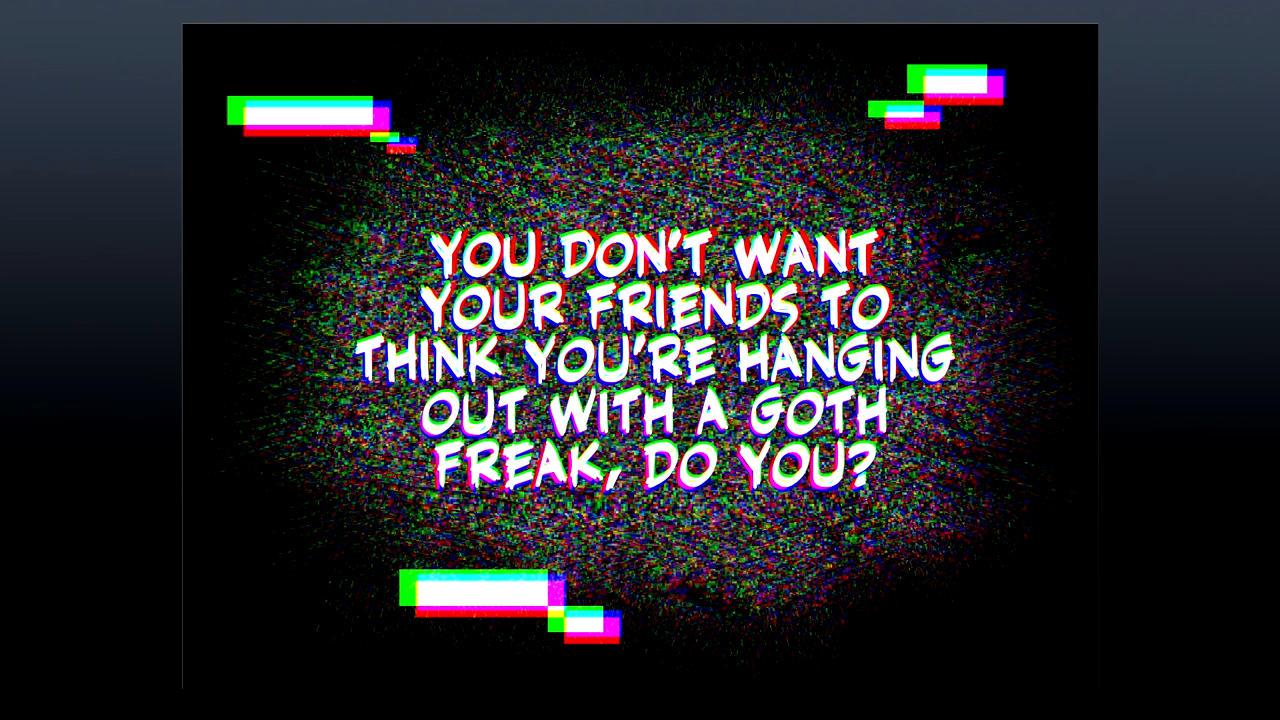 YOU DON'T WANT
YOUR FRIENDS TO
THINK YOU'RE HANGING
OUT WITH A GOTH
FREAK, DO YOU?